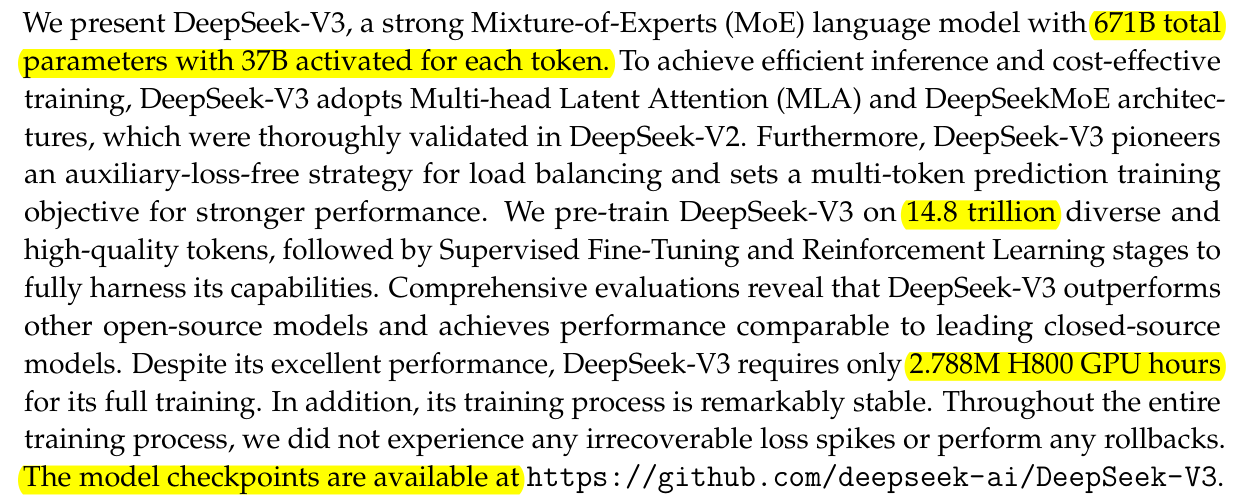 We present DeepSeek-V3, a strong Mixture-of-Experts (MoE) language model with 671B total
parameters with 37B activated for each token. To achieve efficient inference and cost-effective
training, DeepSeek-V3 adopts Multi-head Latent Attention (MLA) and DeepSeekMoE architec-
tures, which were thoroughly validated in DeepSeek-V2. Furthermore, DeepSeek-V3 pioneers
an auxiliary-loss-free strategy for load balancing and sets a multi-token prediction training
objective for stronger performance. We pre-train DeepSeek-V3 on 14.8 trillion diverse and
high-quality tokens, followed by Supervised Fine-Tuning and Reinforcement Learning stages to
fully harness its capabilities. Comprehensive evaluations reveal that DeepSeek-V3 outperforms
other open-source models and achieves performance comparable to leading closed-source
models. Despite its excellent performance, DeepSeek-V3 requires only 2.788M H800 GPU hours
for its full training. In addition, its training process is remarkably stable. Throughout the entire
training process, we did not experience any irrecoverable loss spikes or perform any rollbacks.
The model checkpoints are available at https://github.com/deepseek-ai/DeepSeek-V3.